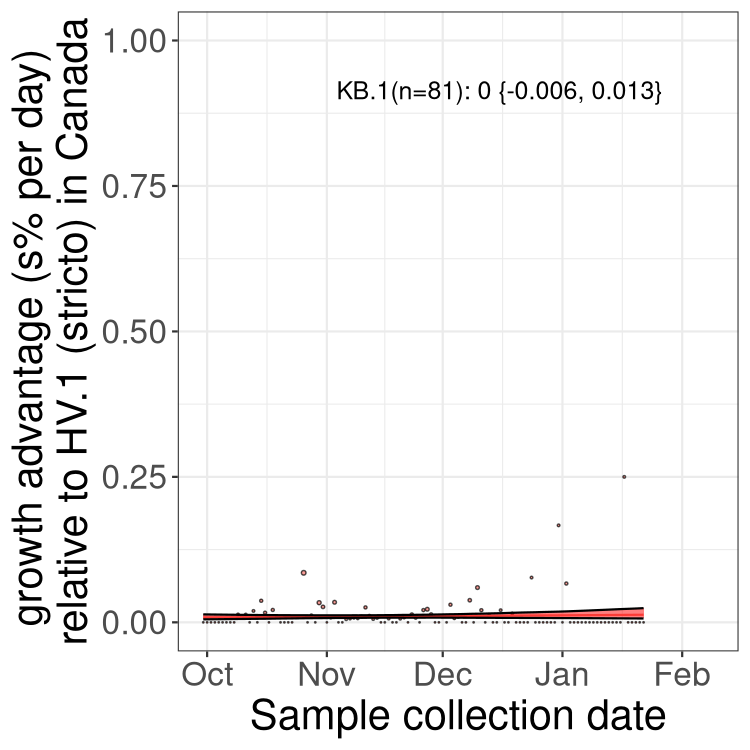 growth advantage (s% per day)
relative to HV.1 (stricto) in Canada
1.00
0.75
0.50
0.25
0.00
KB.1(n=81): 0 {-0.006, 0.013}
Oct Nov Dec Jan Feb
Sample collection date